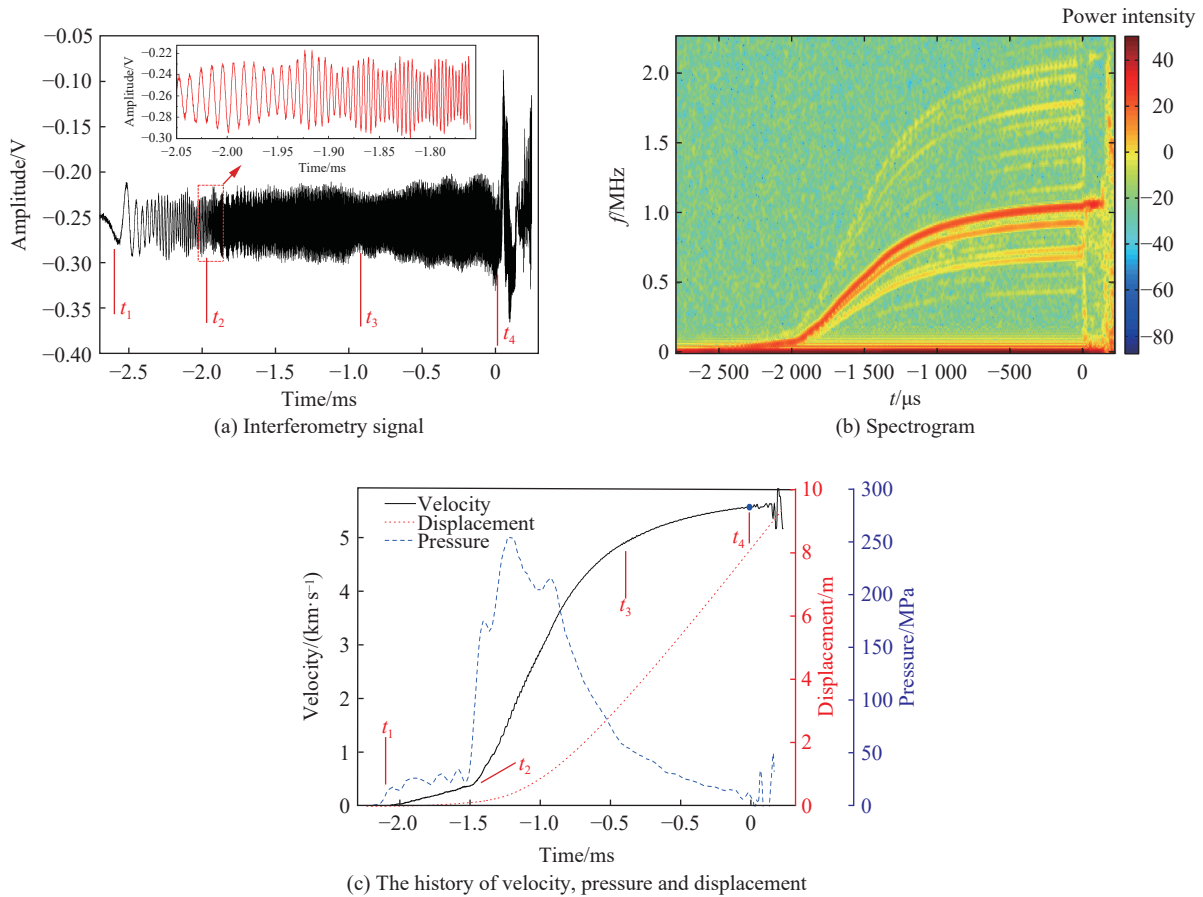 −0.05
−0.10
−0.15
−0.20
−0.25
−0.30
−0.35
−0.40
Amplitude/V
−0.22
−0.24
−0.26
−0.28
−0.30
Amplitude/V
−2.05 −2.00 −1.95 −1.90 −1.85 −1.80
Time/ms
t1
t2
t3
t4
−2.5 −2.0 −1.5 −1.0 −0.5 0
Time/ms
(a) Interferometry signal
Power intensity
2.0
1.5
1.0
0.5
0
f/MHz
40
20
0
−20
−40
−60
−80
−2 500 −2 000 −1 500 −1 000 −500 0
t/μs
(b) Spectrogram
Velocity
Displacement
Pressure
5
4
3
2
1
0
Velocity/(km·s−1)
t1
t2
t3
t4
10
8
6
4
2
0
Displacement/m
300
250
200
150
100
50
0
Pressure/MPa
−2.0 −1.5 −1.0 −0.5 0
Time/ms
(c) The history of velocity, pressure and displacement